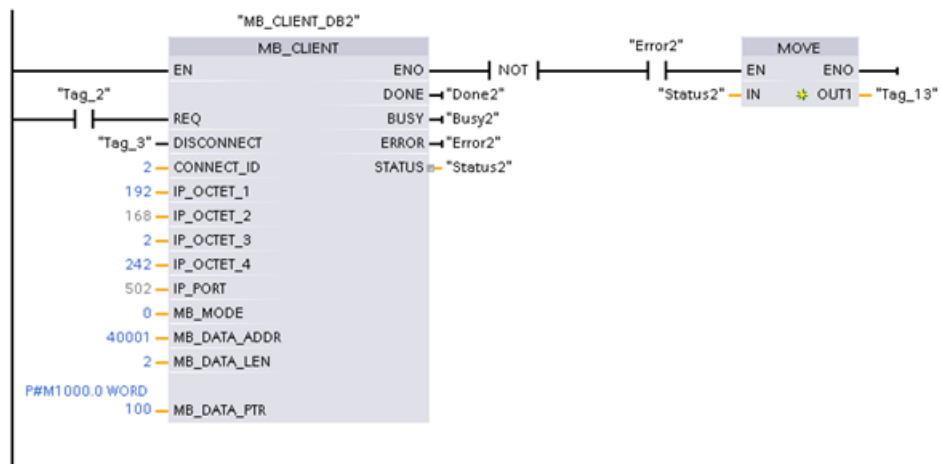 "MB_CLIENT_DB2"
MB_CLIENT
"Error2"
MOVE
EN ENO NOT EN ENO
"Tag_2" DONE "Done2" "Status2" IN OUT1 "Tag_13"
REQ BUSY "Busy2"
"Tag_3" DISCONNECT ERROR "Error2"
2 CONNECT_ID STATUS "Status2"
192 IP_OCTET_1
168 IP_OCTET_2
2 IP_OCTET_3
242 IP_OCTET_4
502 IP_PORT
0 MB_MODE
40001 MB_DATA_ADDR
2 MB_DATA_LEN
P#M1000.0 WORD
100 MB_DATA_PTR